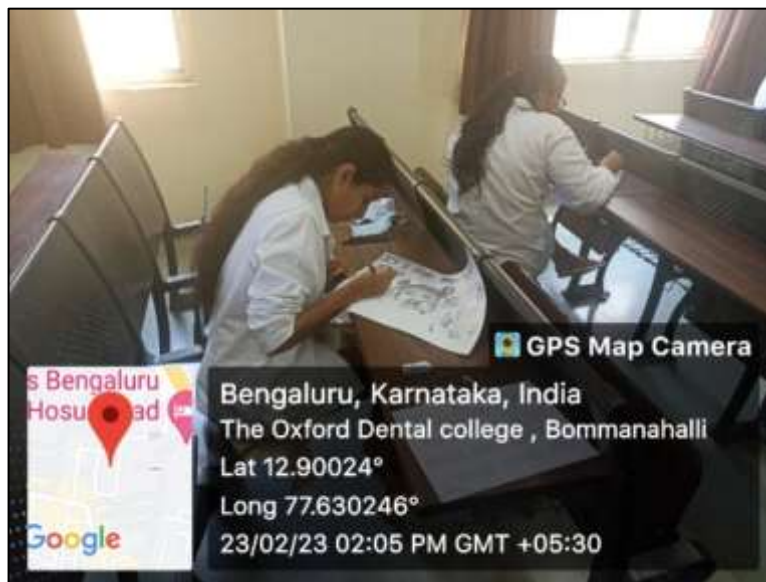 GPS Map Camera
s Bengaluru
Hosu ad
Google
Bengaluru, Karnataka, India
The Oxford Dental college , Bommanahalli
Lat 12.90024°
Long 77.630246°
23/02/23 02:05 PM GMT +05:30